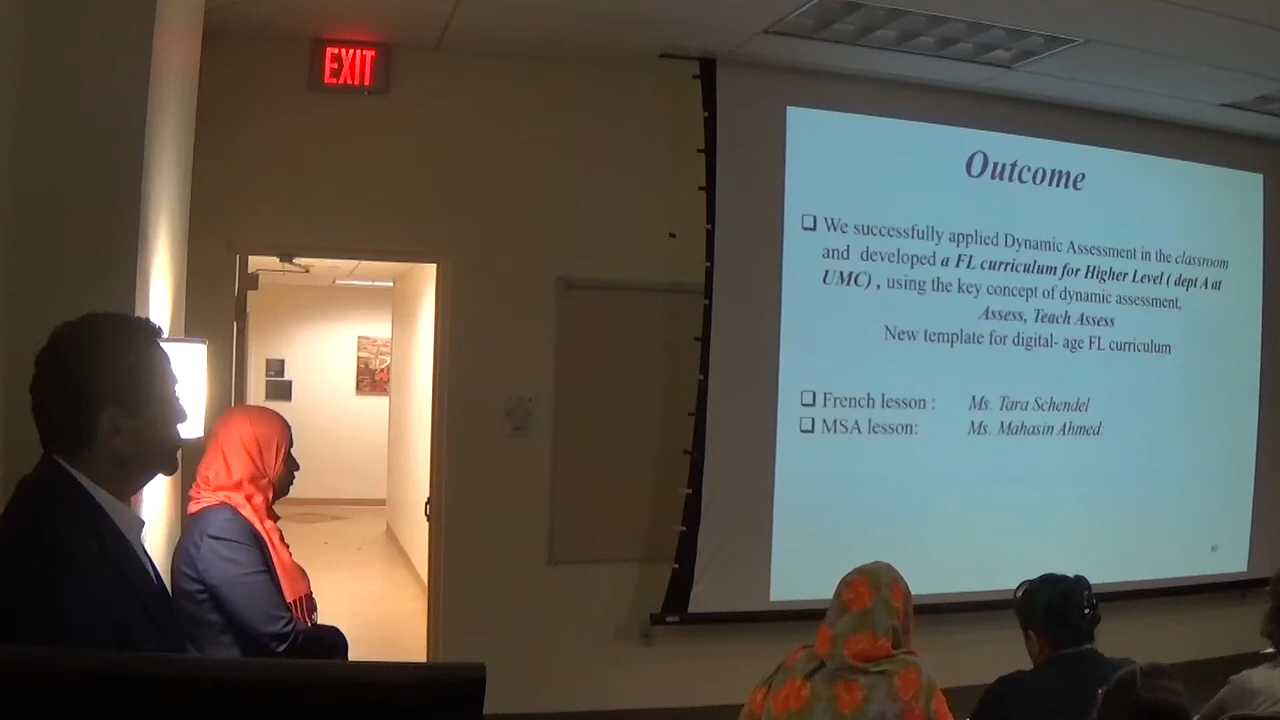 EXIT
Outcome
❑ We successfully applied Dynamic Assessment in the classroom
and developed a FL curriculum for Higher Level ( dept A at
UMC) , using the key concept of dynamic assessment,
Assess, Teach Assess
New template for digital- age FL curriculum
❑ French lesson : Ms. Tara Schendel
❑ MSA lesson: Ms. Mahasin Ahmed